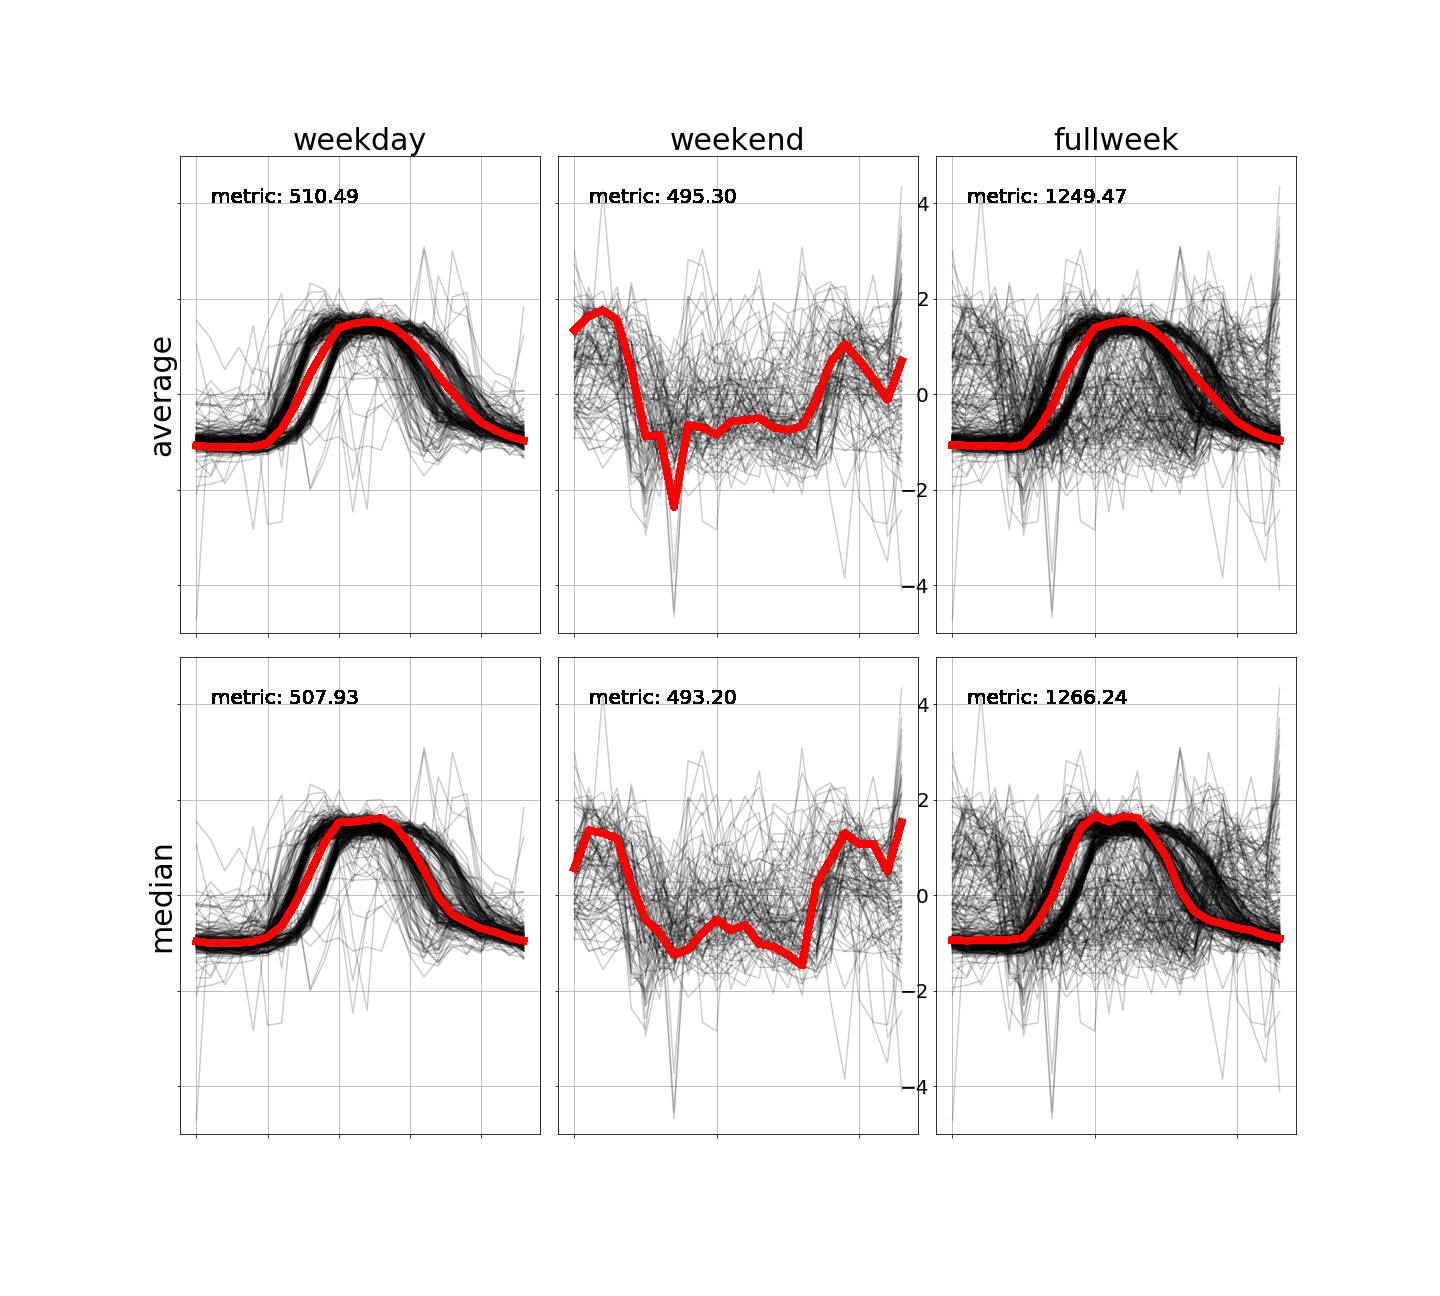 weekday
weekend
fullweek
average
metric: 510.49
metric: 495.30
metric: 1249.47
4
2
0
−2
−4
median
metric: 507.93
metric: 493.20
metric: 1266.24
4
2
0
−2
−4